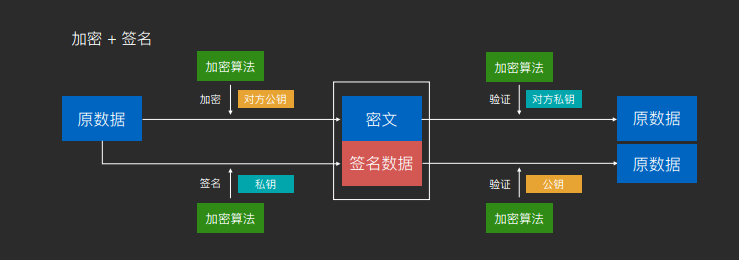 加密 + 签名
加密算法
加密算法
加密
对方公钥
验证
对方私钥
原数据
密文
原数据
签名数据
原数据
签名
私钥
验证
公钥
加密算法
加密算法